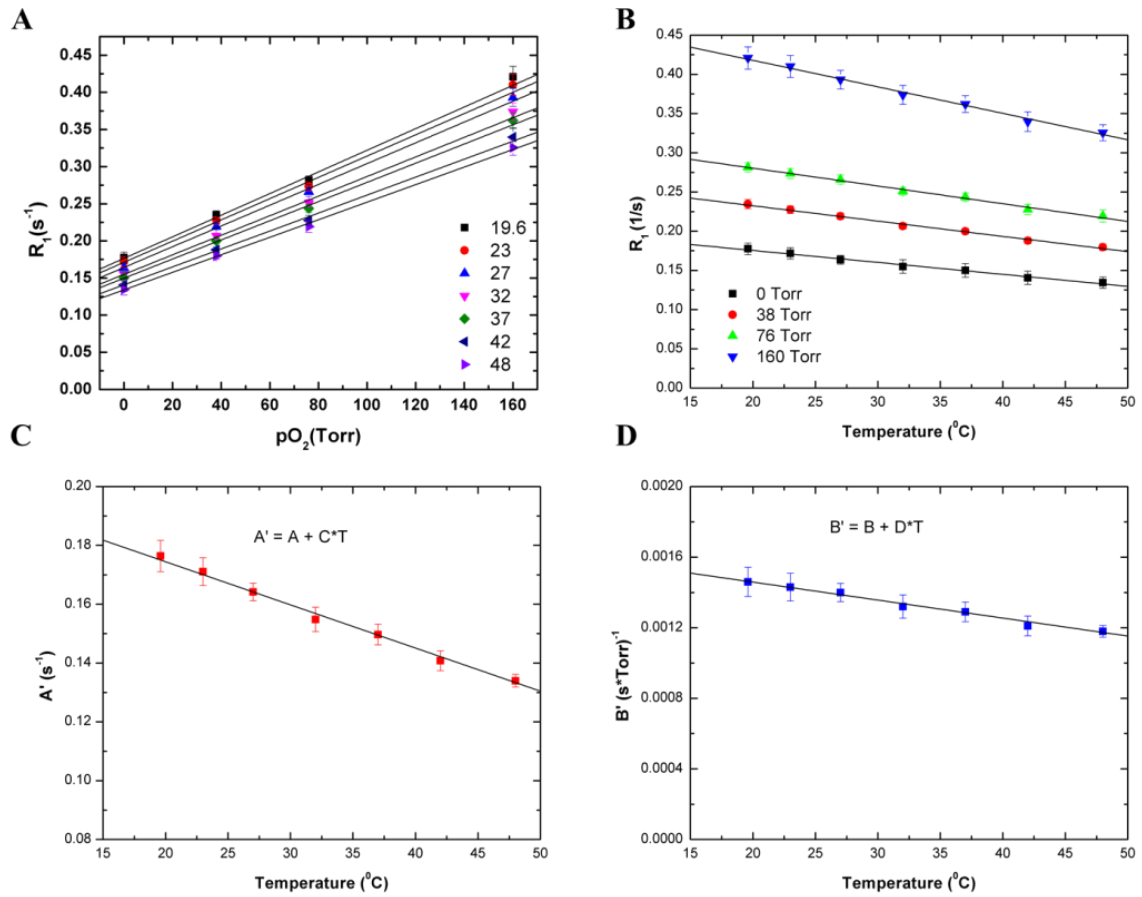 A
R₁(s⁻¹)
0.45
0.40
0.35
0.30
0.25
0.20
0.15
0.10
0.05
0.00
0 20 40 60 80 100 120 140 160
pO₂(Torr)
19.6
23
27
32
37
42
48
B
R₁ (1/s)
0.45
0.40
0.35
0.30
0.25
0.20
0.15
0.10
0.05
0.00
0 Torr
38 Torr
76 Torr
160 Torr
15 20 25 30 35 40 45 50
Temperature (⁰C)
C
A' (s⁻¹)
0.20
0.18
0.16
0.14
0.12
0.10
0.08
A' = A + C*T
15 20 25 30 35 40 45 50
Temperature (⁰C)
D
B' (s*Torr)⁻¹
0.0020
0.0016
0.0012
0.0008
0.0004
0.0000
B' = B + D*T
15 20 25 30 35 40 45 50
Temperature (⁰C)